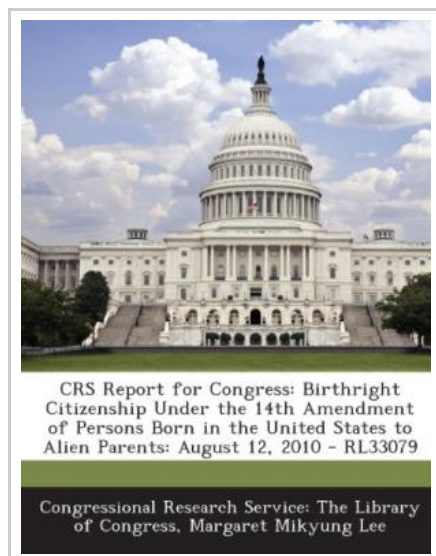 CRS Report for Congress: Birthright
Citizenship Under the 14th Amendment
of Persons Born in the United States to
Alien Parents: August 12, 2010 - RL33079
Congressional Research Service: The Library
of Congress, Margaret Mikyung Lee